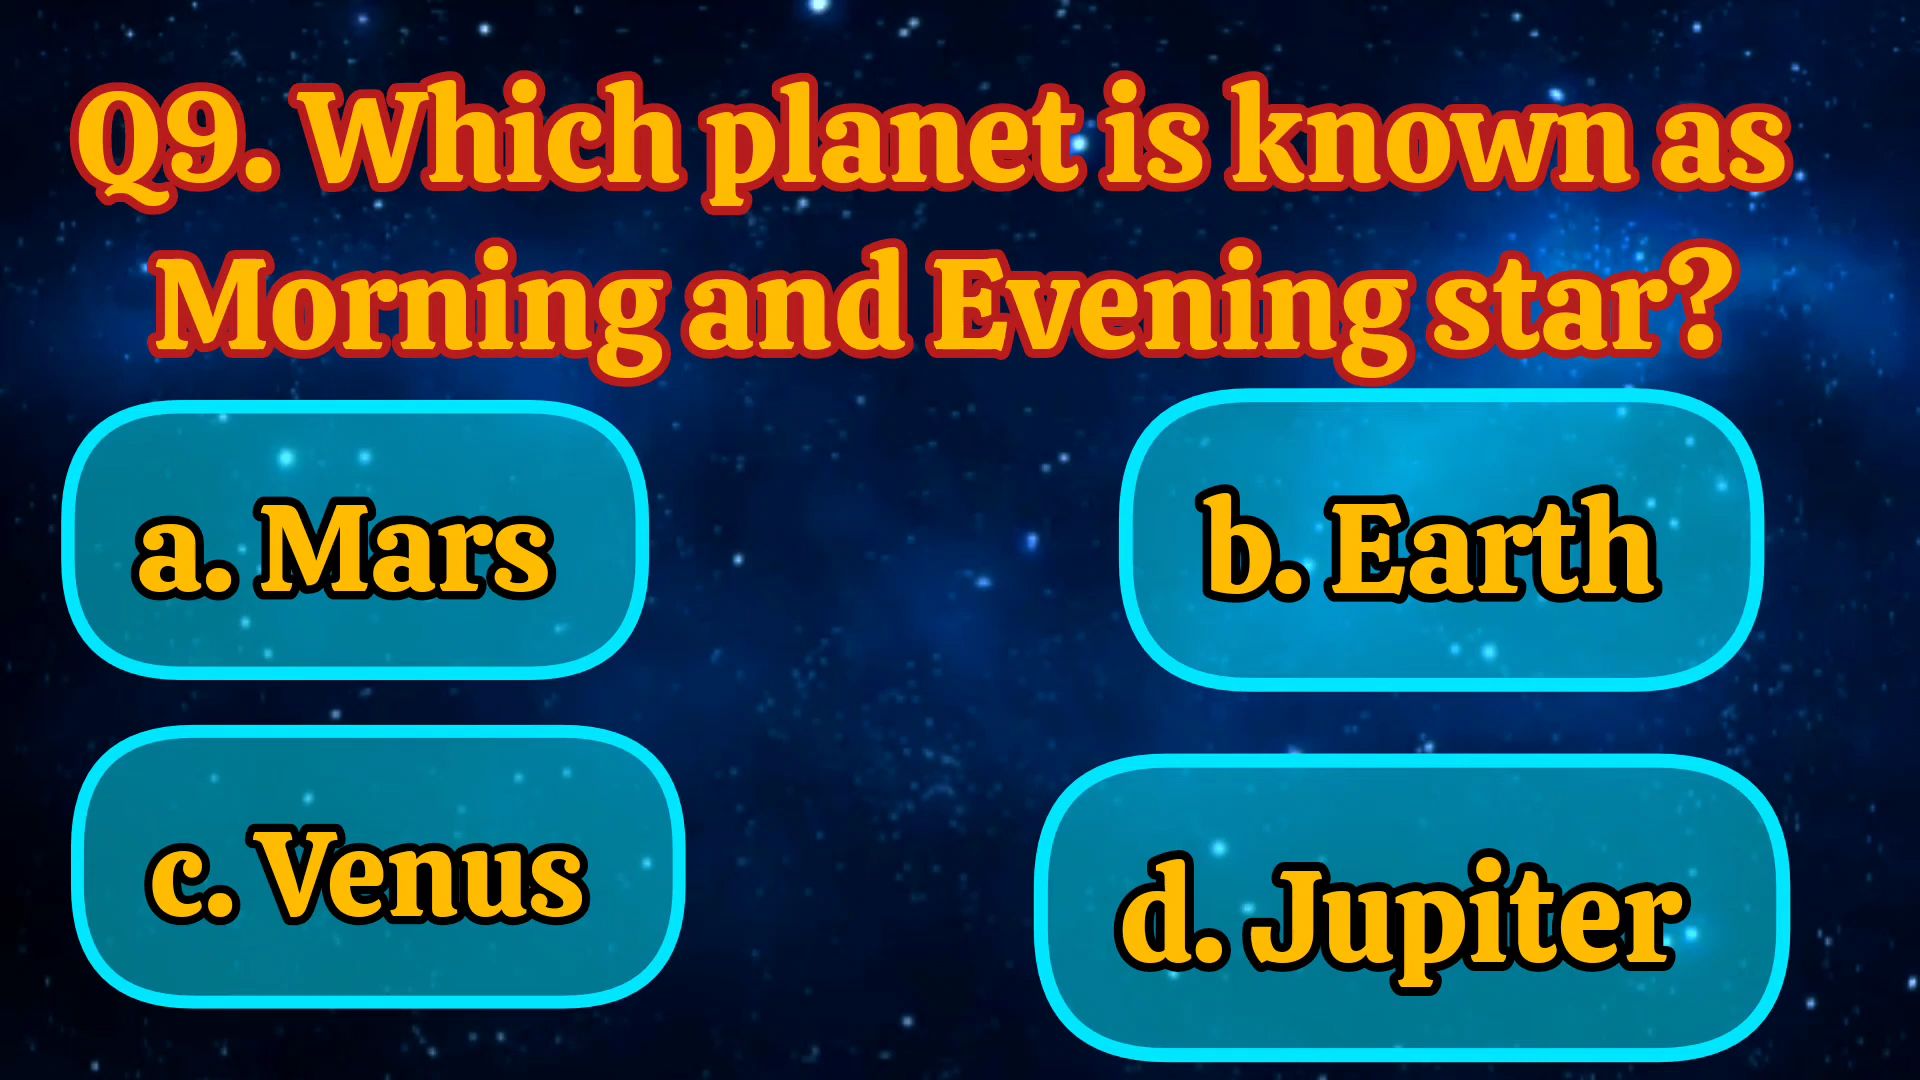 Q9. Which planet is known as
Morning and Evening star?
a. Mars
b. Earth
c. Venus
d. Jupiter